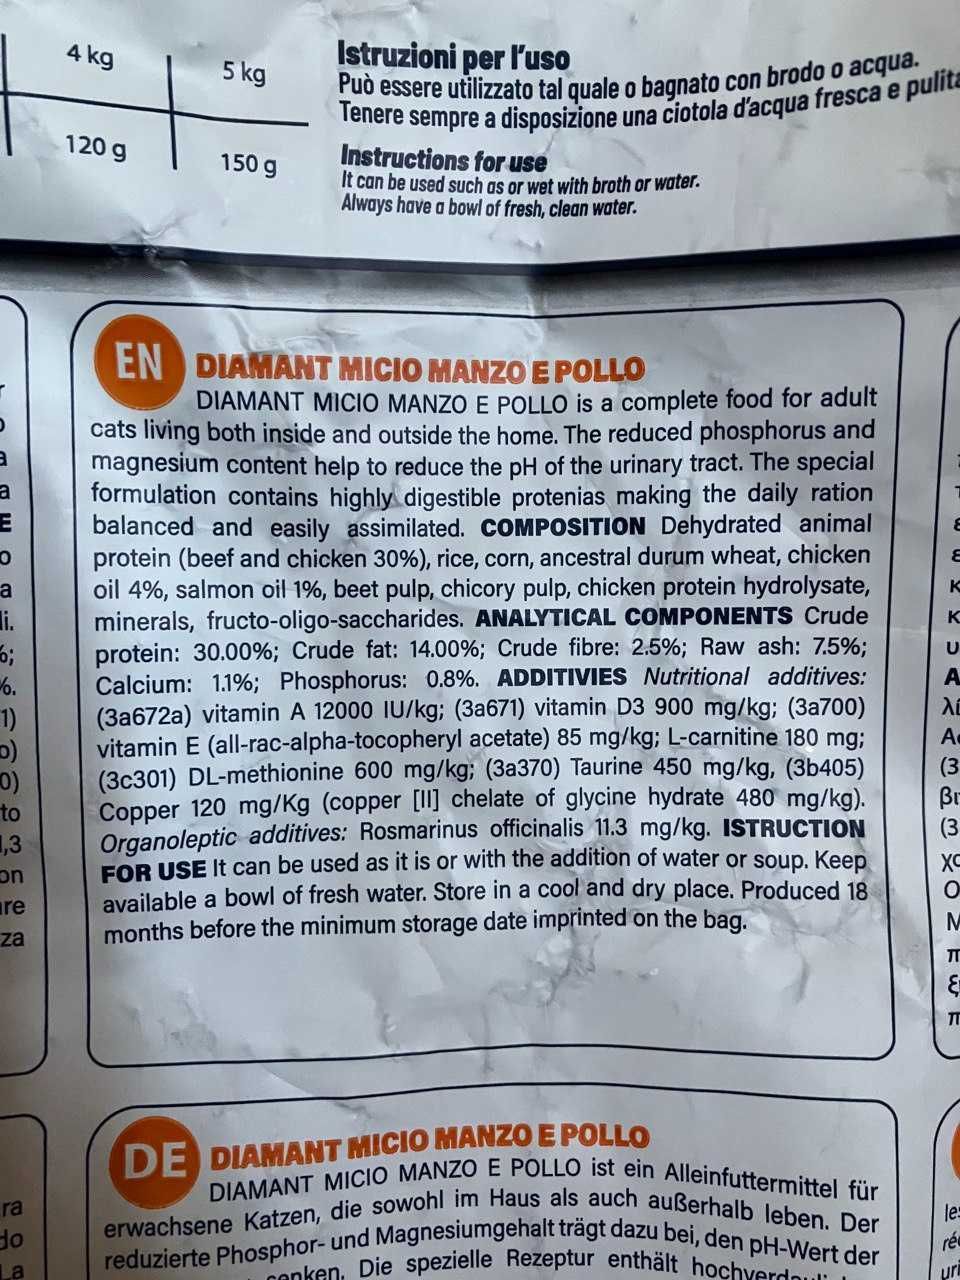 4 kg
5 kg
120 g
150 g
Istruzioni per l'uso
Può essere utilizzato tal quale o bagnato con brodo o acqua.
Tenere sempre a disposizione una ciotola d'acqua fresca e pulita
Instructions for use
It can be used such as or wet with broth or water.
Always have a bowl of fresh, clean water.
EN DIAMANT MICIO MANZO E POLLO
DIAMANT MICIO MANZO E POLLO is a complete food for adult
cats living both inside and outside the home. The reduced phosphorus and
magnesium content help to reduce the pH of the urinary tract. The special
formulation contains highly digestible protenias making the daily ration
balanced and easily assimilated. COMPOSITION Dehydrated animal
protein (beef and chicken 30%), rice, corn, ancestral durum wheat, chicken
oil 4%, salmon oil 1%, beet pulp, chicory pulp, chicken protein hydrolysate,
minerals, fructo-oligo-saccharides. ANALYTICAL COMPONENTS Crude
protein: 30.00%; Crude fat: 14.00%; Crude fibre: 2.5%; Raw ash: 7.5%;
Calcium: 1.1%; Phosphorus: 0.8%. ADDITIVIES Nutritional additives:
(3a672a) vitamin A 12000 IU/kg; (3a671) vitamin D3 900 mg/kg; (3a700)
vitamin E (all-rac-alpha-tocopheryl acetate) 85 mg/kg; L-carnitine 180 mg;
(3c301) DL-methionine 600 mg/kg; (3a370) Taurine 450 mg/kg, (3b405)
Copper 120 mg/Kg (copper [II] chelate of glycine hydrate 480 mg/kg).
Organoleptic additives: Rosmarinus officinalis 11.3 mg/kg. ISTRUCTION
FOR USE It can be used as it is or with the addition of water or soup. Keep
available a bowl of fresh water. Store in a cool and dry place. Produced 18
months before the minimum storage date imprinted on the bag.
DE DIAMANT MICIO MANZO E POLLO
DIAMANT MICIO MANZO E POLLO ist ein Alleinfuttermittel für
erwachsene Katzen, die sowohl im Haus als auch außerhalb leben. Der
reduzierte Phosphor- und Magnesiumgehalt trägt dazu bei, den pH-Wert der
senken. Die spezielle Rezeptur enthält